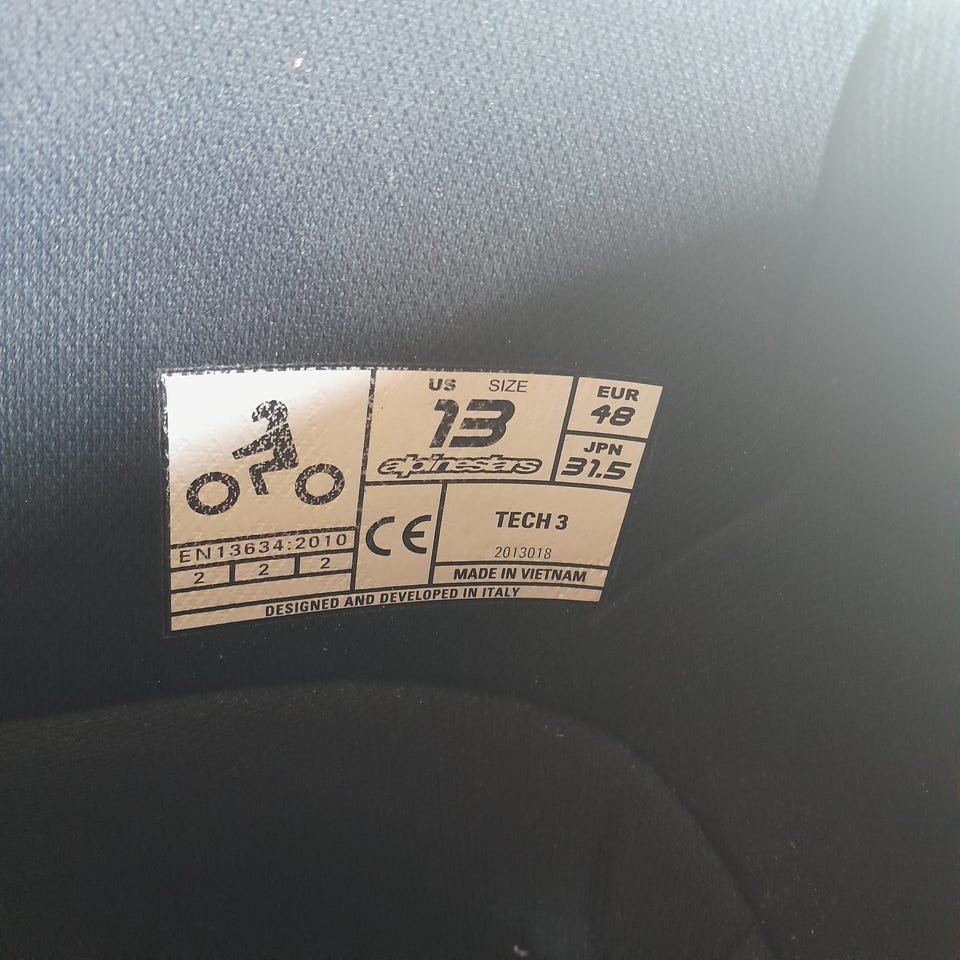 US SIZE
13
alpinestars
EUR
48
JPN
31.5
EN13634:2010
2 2 2
CE
TECH 3
2013018
MADE IN VIETNAM
DESIGNED AND DEVELOPED IN ITALY